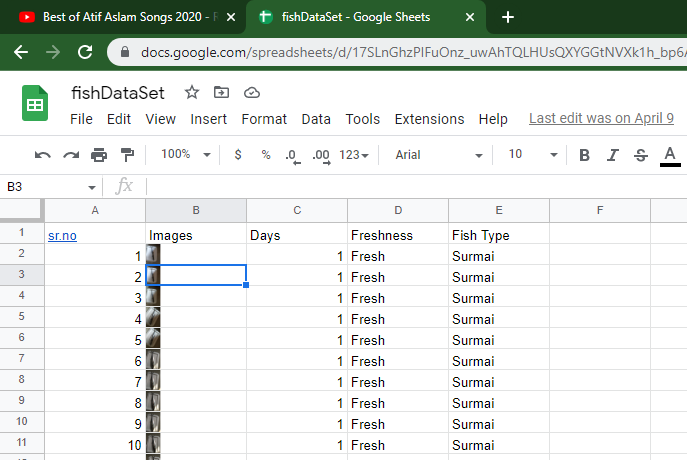 Best of Atif Aslam Songs 2020 -
fishDataSet - Google Sheets
docs.google.com/spreadsheets/d/17SLnGhzPIFuOnz_uwAhTQLHUsQXYGGtNVXk1h_bp6
fishDataSet
File Edit View Insert Format Data Tools Extensions Help Last edit was on April 9
100% $ % .0 .00 123 Arial 10 B I S A
B3 fx
A B C D E F
1 sr.no Images Days Freshness Fish Type
2 1 1 Fresh Surmai
3 2 1 Fresh Surmai
4 3 1 Fresh Surmai
5 4 1 Fresh Surmai
6 5 1 Fresh Surmai
7 6 1 Fresh Surmai
8 7 1 Fresh Surmai
9 8 1 Fresh Surmai
10 9 1 Fresh Surmai
11 10 1 Fresh Surmai